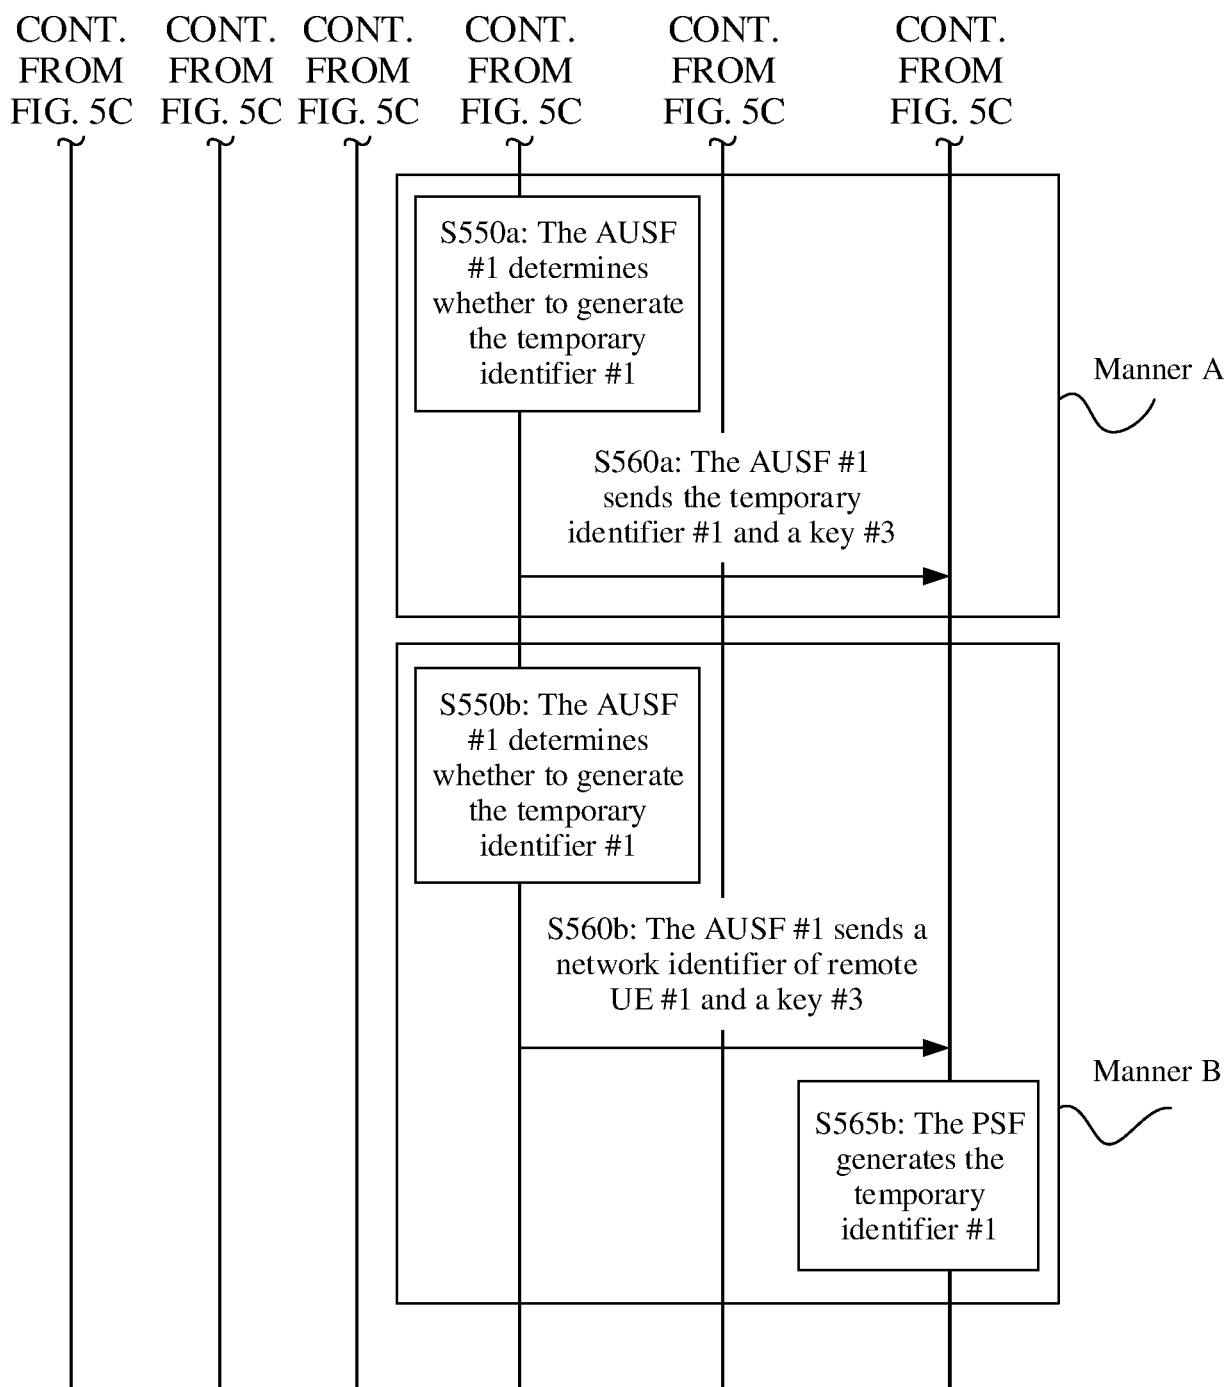 CONT.
FROM
FIG. 5C
CONT.
FROM
FIG. 5C
CONT.
FROM
FIG. 5C
CONT.
FROM
FIG. 5C
CONT.
FROM
FIG. 5C
CONT.
FROM
FIG. 5C
S550a: The AUSF
#1 determines
whether to generate
the temporary
identifier #1
Manner A
S560a: The AUSF #1
sends the temporary
identifier #1 and a key #3
S550b: The AUSF
#1 determines
whether to generate
the temporary
identifier #1
S560b: The AUSF #1 sends a
network identifier of remote
UE #1 and a key #3
Manner B
S565b: The PSF
generates the
temporary
identifier #1